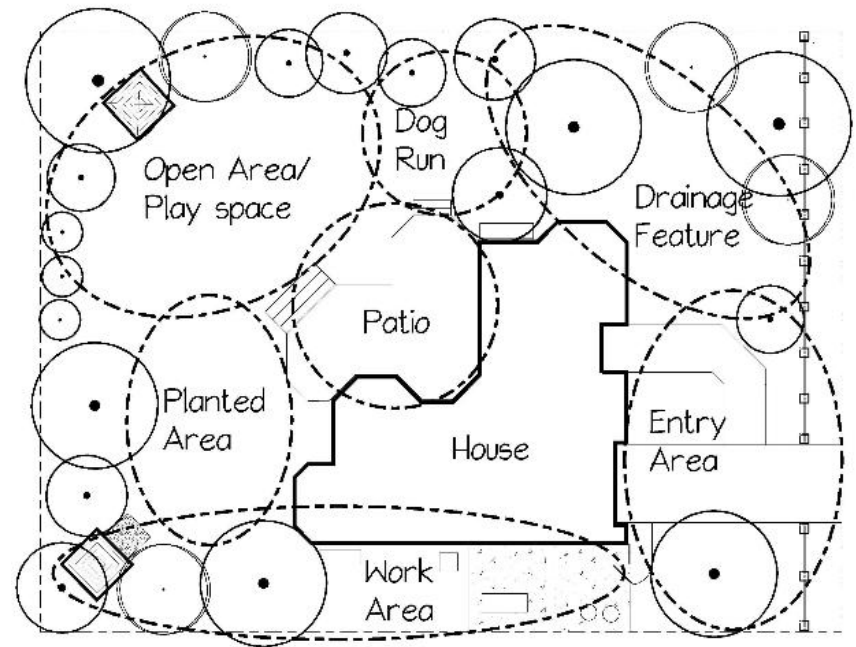 Dog
Run
Open Area/
Play space
Drainage
Feature
Patio
Planted
Area
House
Entry
Area
Work
Area